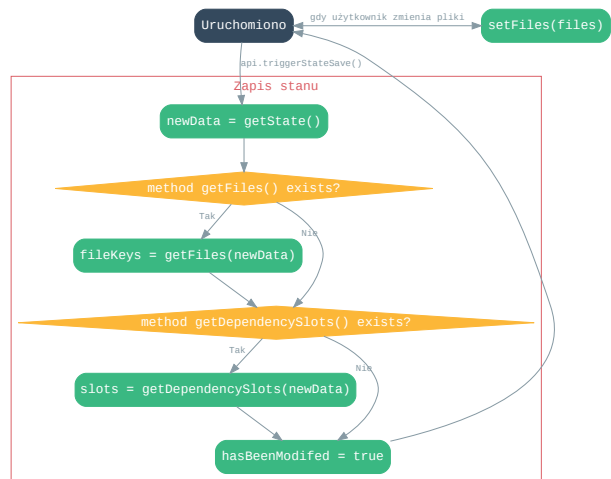 Uruchomiono
gdy użytkownik zmienia pliki
setFiles(files)
api.triggerStateSave()
Zapis stanu
newData = getState()
method getFiles() exists?
Tak
Nie
fileKeys = getFiles(newData)
method getDependencySlots() exists?
Tak
Nie
slots = getDependencySlots(newData)
hasBeenModifed = true